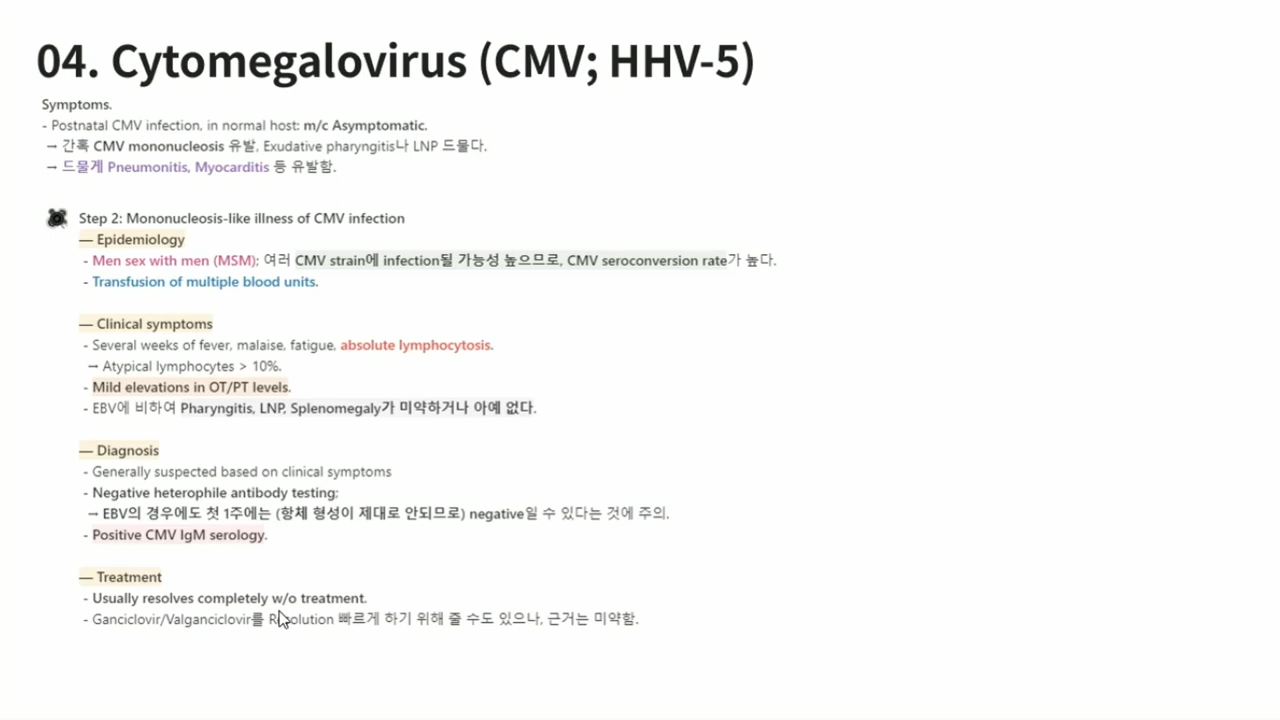 04. Cytomegalovirus (CMV; HHV-5)
Symptoms.
- Postnatal CMV infection, in normal host: m/c Asymptomatic.
→ 간혹 CMV mononucleosis 유발, Exudative pharyngitis나 LNP 드물다.
→ 드물게 Pneumonitis, Myocarditis 등 유발함.
Step 2: Mononucleosis-like illness of CMV infection
— Epidemiology
- Men sex with men (MSM); 여러 CMV strain에 infection될 가능성 높으므로, CMV seroconversion rate가 높다.
- Transfusion of multiple blood units.
— Clinical symptoms
- Several weeks of fever, malaise, fatigue, absolute lymphocytosis.
→ Atypical lymphocytes > 10%.
- Mild elevations in OT/PT levels.
- EBV에 비하여 Pharyngitis, LNP, Splenomegaly가 미약하거나 아예 없다.
— Diagnosis
- Generally suspected based on clinical symptoms
- Negative heterophile antibody testing;
→ EBV의 경우에도 첫 1주에는 (항체 형성이 제대로 안되므로) negative일 수 있다는 것에 주의.
- Positive CMV IgM serology.
— Treatment
- Usually resolves completely w/o treatment.
- Ganciclovir/Valganciclovir를 Resolution 빠르게 하기 위해 줄 수도 있으나, 근거는 미약함.